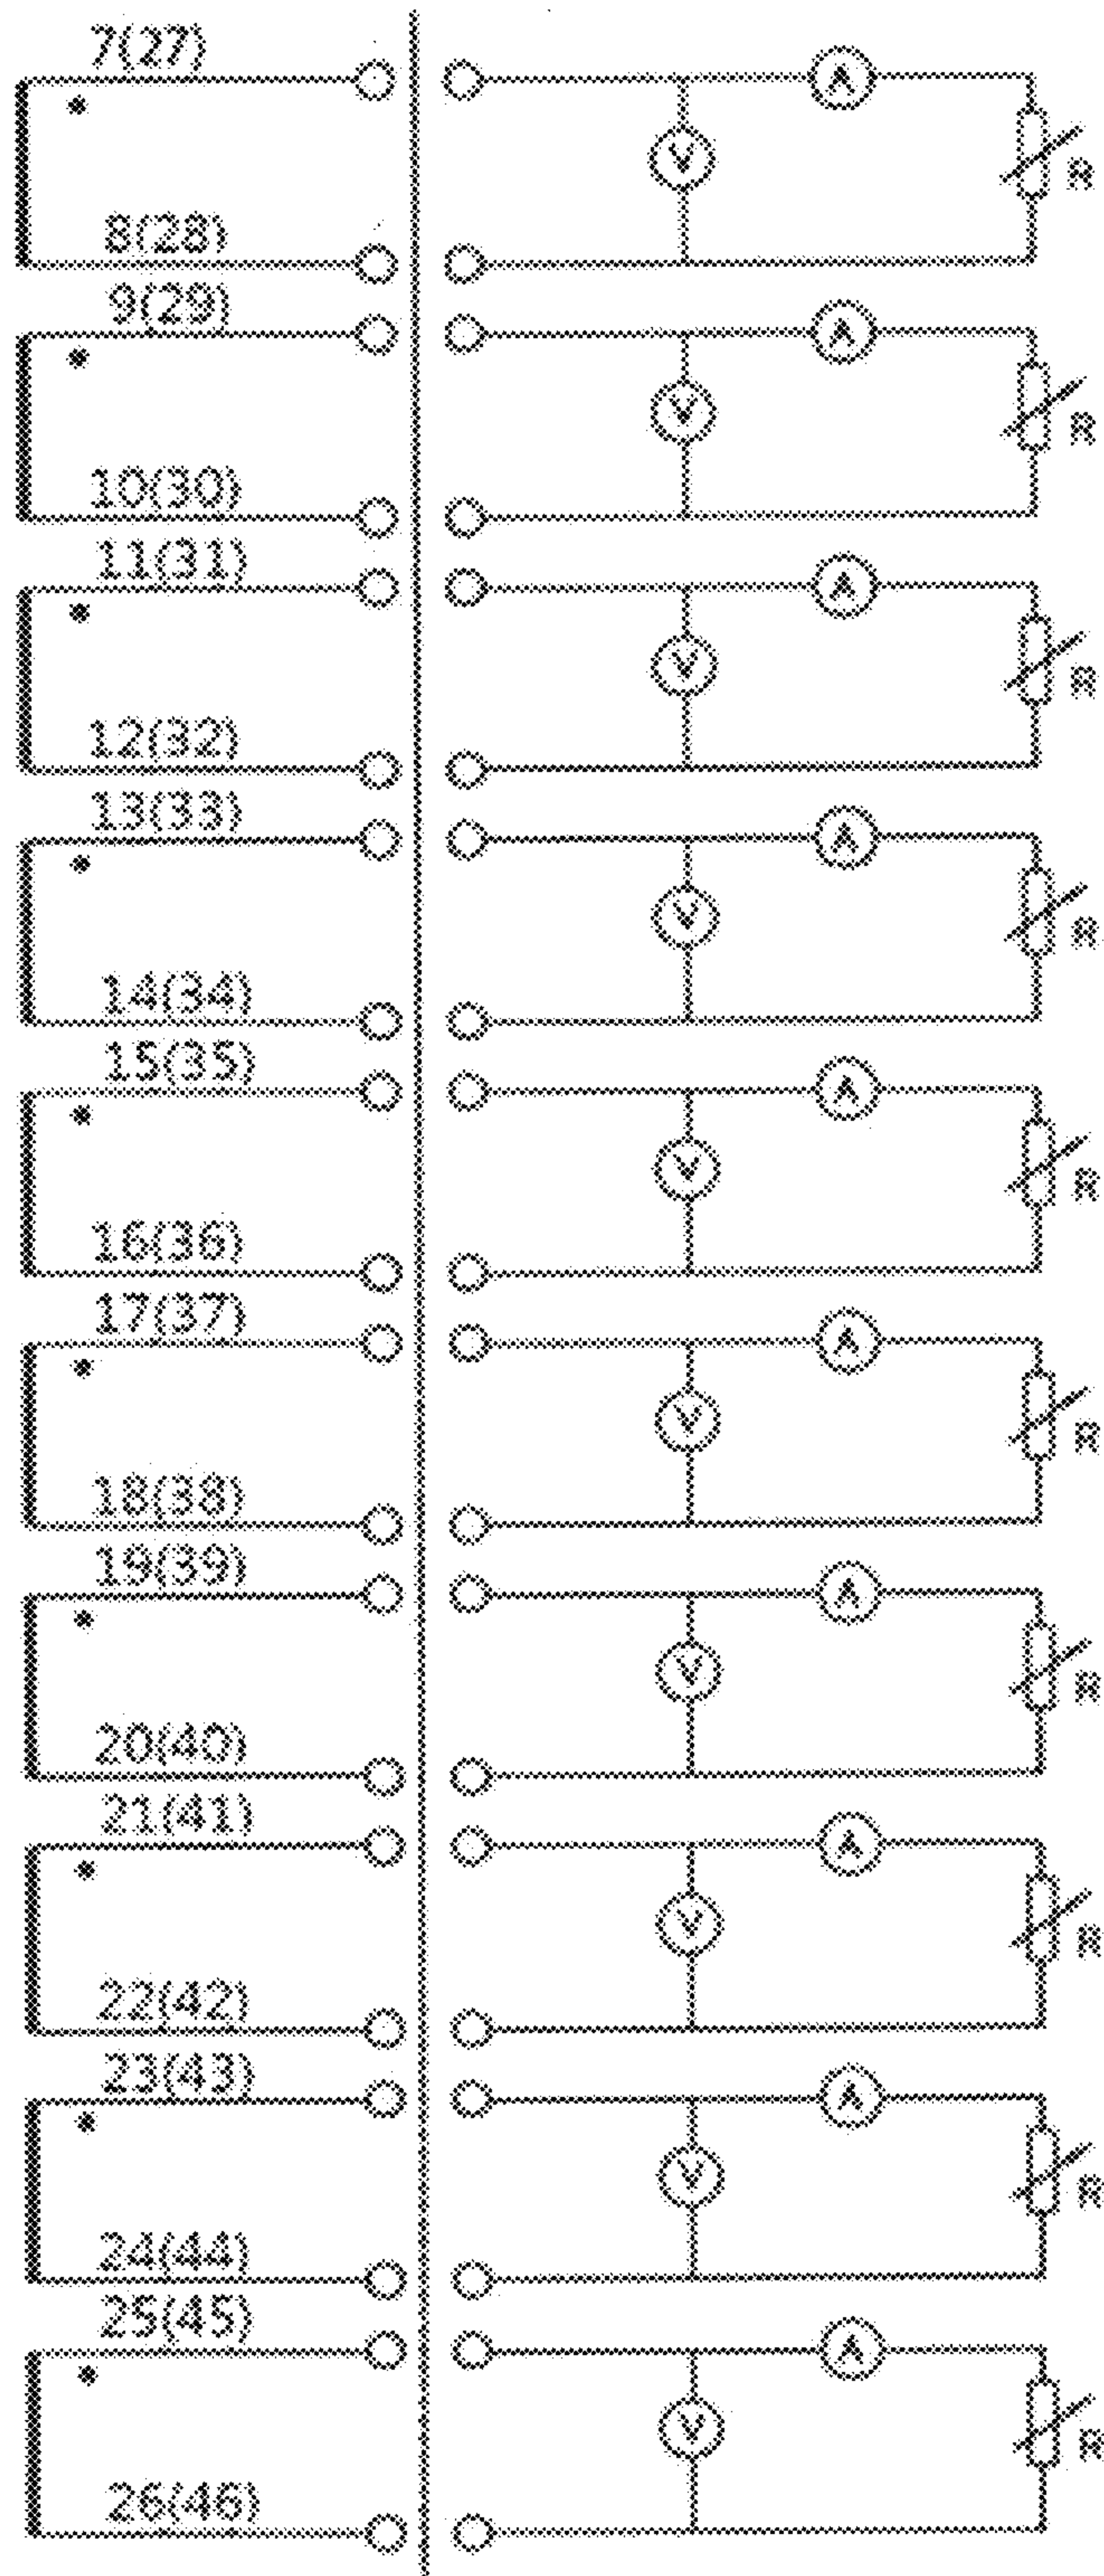 7(27)
A
V
R
8(28)
9(29)
A
V
R
10(30)
11(31)
A
V
R
12(32)
13(33)
A
V
R
14(34)
15(35)
A
V
R
16(36)
17(37)
A
V
R
18(38)
19(39)
A
V
R
20(40)
21(41)
A
V
R
22(42)
23(43)
A
V
R
24(44)
25(45)
A
V
R
26(46)